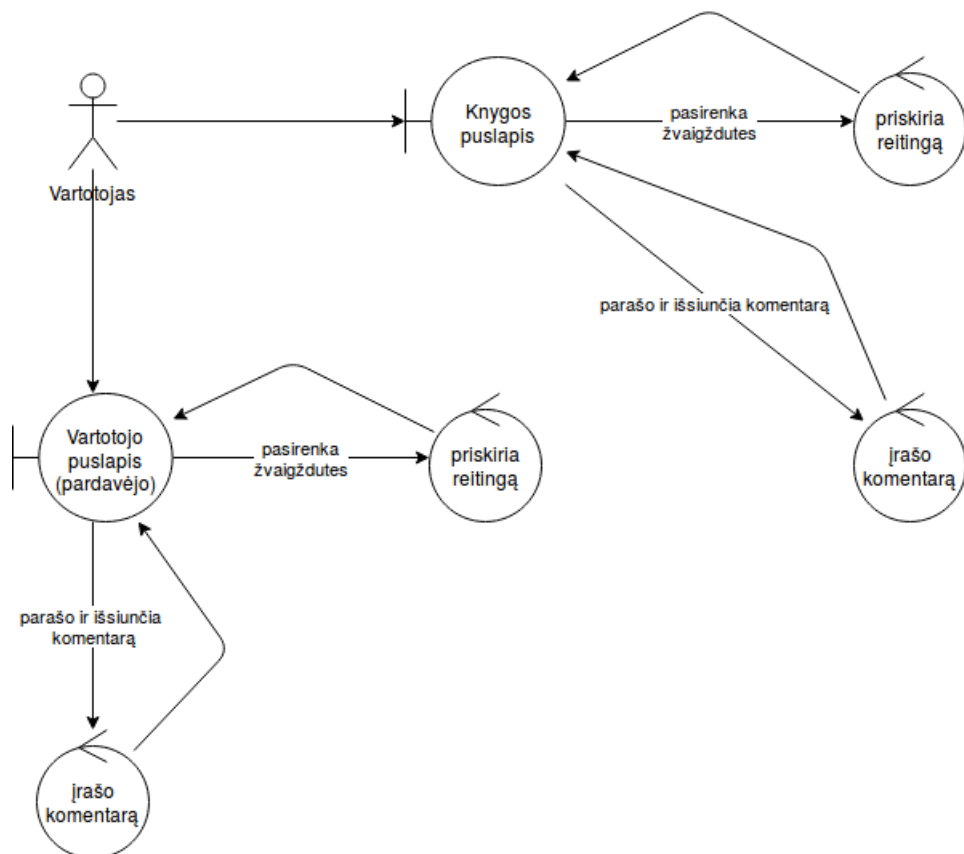 Knygos
puslapis
pasirenka
žvaigždutes
priskiria
reitingą
Vartotojas
parašo ir išsiunčia komentarą
Vartotojo
puslapis
(pardavėjo)
pasirenka
žvaigždutes
priskiria
reitingą
įrašo
komentarą
parašo ir išsiunčia
komentarą
įrašo
komentarą